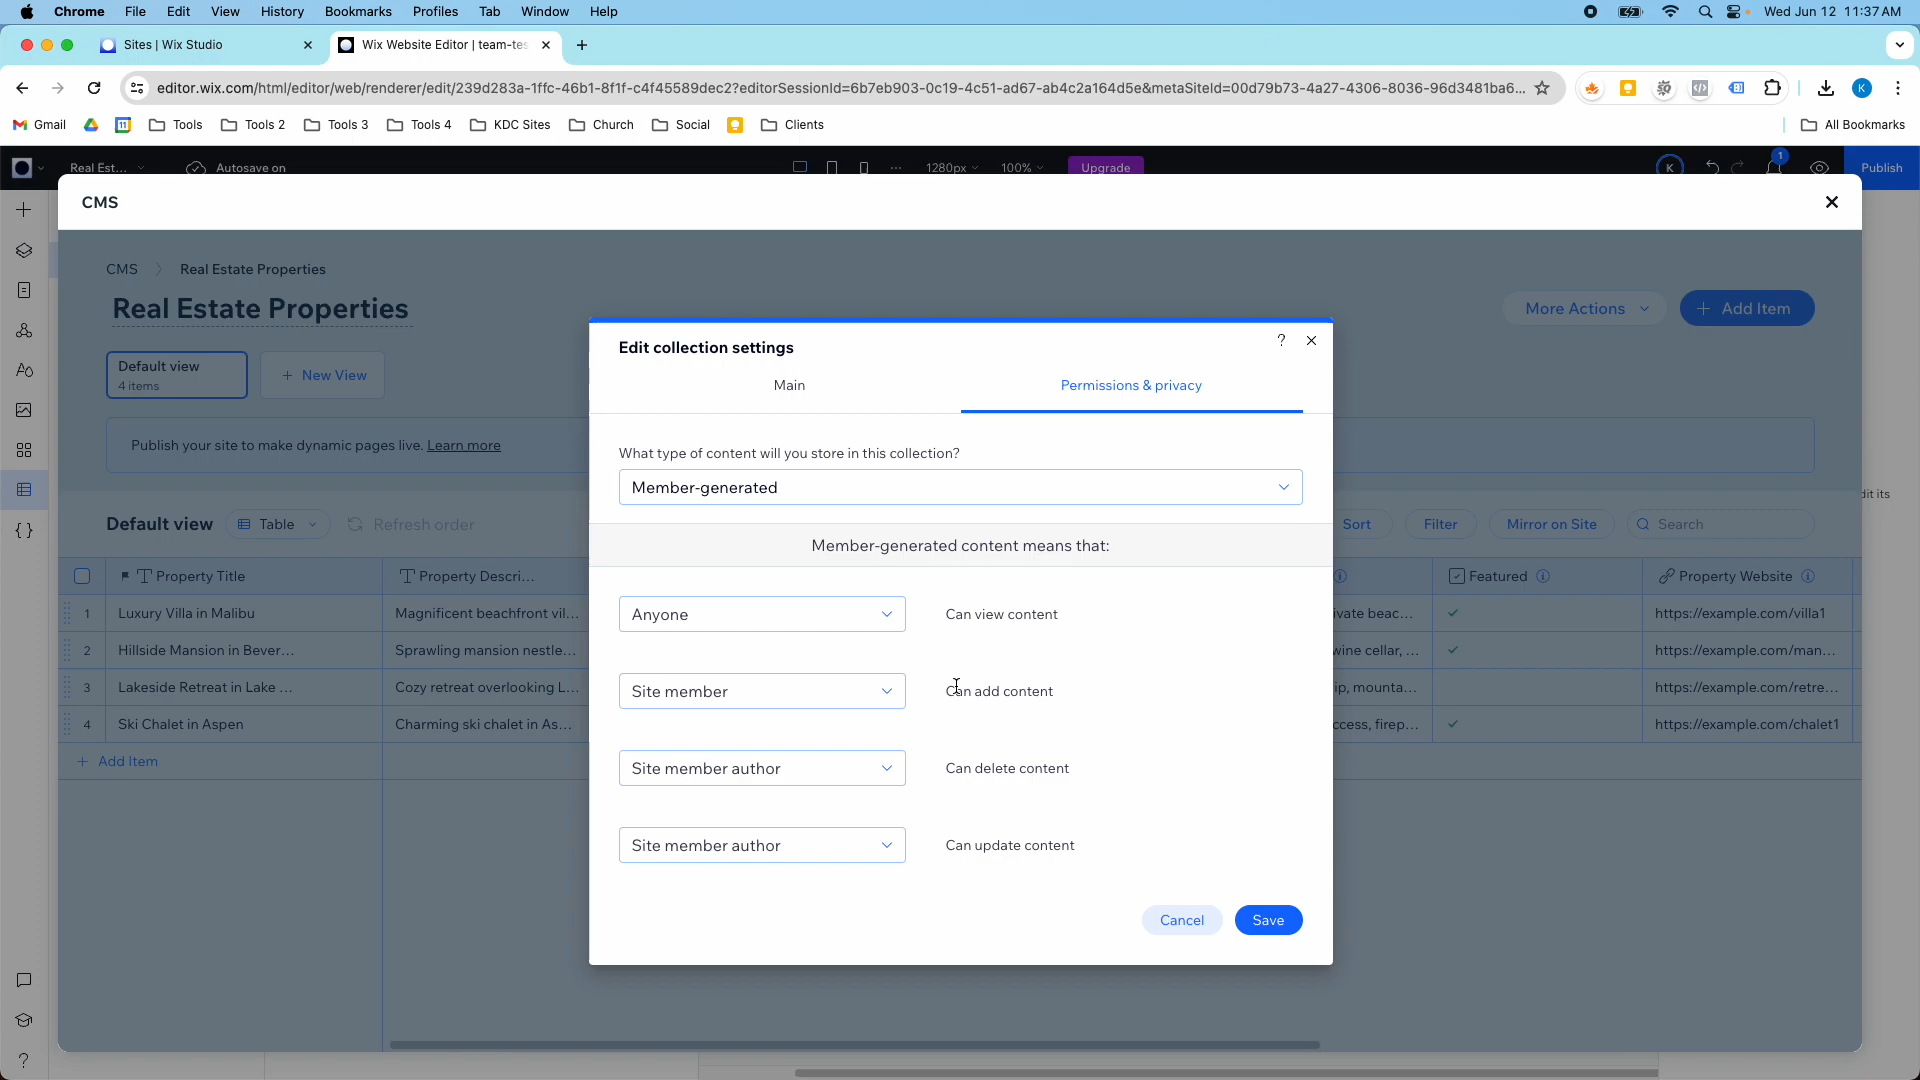 Chrome File Edit View History Bookmarks Profiles Tab Window Help Wed Jun 12 11:37 AM
Sites | Wix Studio Wix Website Editor | team-tes
editor.wix.com/html/editor/web/renderer/edit/239d283a-1ffc-46b1-8f1f-c4f45589dec2?editorSessionId=6b7eb903-0c19-4c51-ad67-ab4c2a164d5e&metaSiteId=00d79b73-4a27-4306-8036-96d3481ba6... K
Gmail 11 Tools Tools 2 Tools 3 Tools 4 KDC Sites Church Social Clients All Bookmarks
Real Est... Autosave on ... 1280px 100% Upgrade K 1 Publish
CMS
CMS > Real Estate Properties
Real Estate Properties
More Actions + Add Item
Default view
4 items
+ New View
Publish your site to make dynamic pages live. Learn more
Default view Table Refresh order Sort Filter Mirror on Site Search
Property Title Property Descri... Featured Property Website
1 Luxury Villa in Malibu Magnificent beachfront vil... ivate beac... https://example.com/villa1
2 Hillside Mansion in Bever... Sprawling mansion nestle... wine cellar, ... https://example.com/man...
3 Lakeside Retreat in Lake ... Cozy retreat overlooking L... ip, mounta... https://example.com/retre...
4 Ski Chalet in Aspen Charming ski chalet in As... ccess, firep... https://example.com/chalet1
+ Add Item
dit its
Edit collection settings ?
Main Permissions & privacy
What type of content will you store in this collection?
Member-generated
Member-generated content means that:
Anyone Can view content
Site member Can add content
Site member author Can delete content
Site member author Can update content
Cancel Save